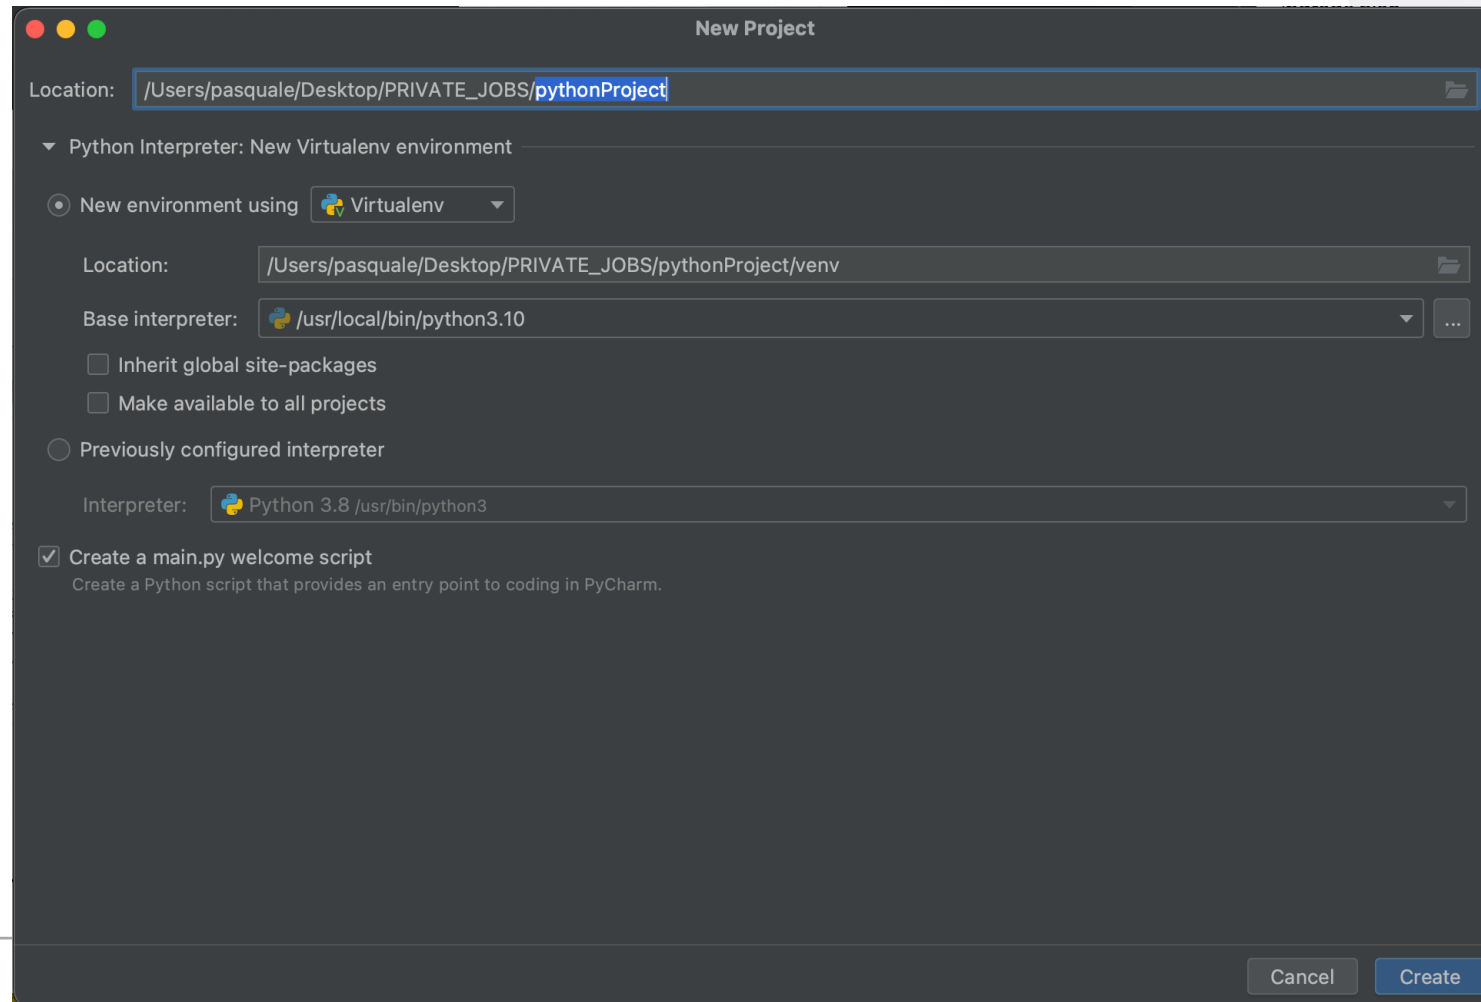 New Project
Location: /Users/pasquale/Desktop/PRIVATE_JOBS/pythonProject
Python Interpreter: New Virtualenv environment
New environment using Virtualenv
Location: /Users/pasquale/Desktop/PRIVATE_JOBS/pythonProject/venv
Base interpreter: /usr/local/bin/python3.10 ...
Inherit global site-packages
Make available to all projects
Previously configured interpreter
Interpreter: Python 3.8 /usr/bin/python3
Create a main.py welcome script
Create a Python script that provides an entry point to coding in PyCharm.
Cancel Create